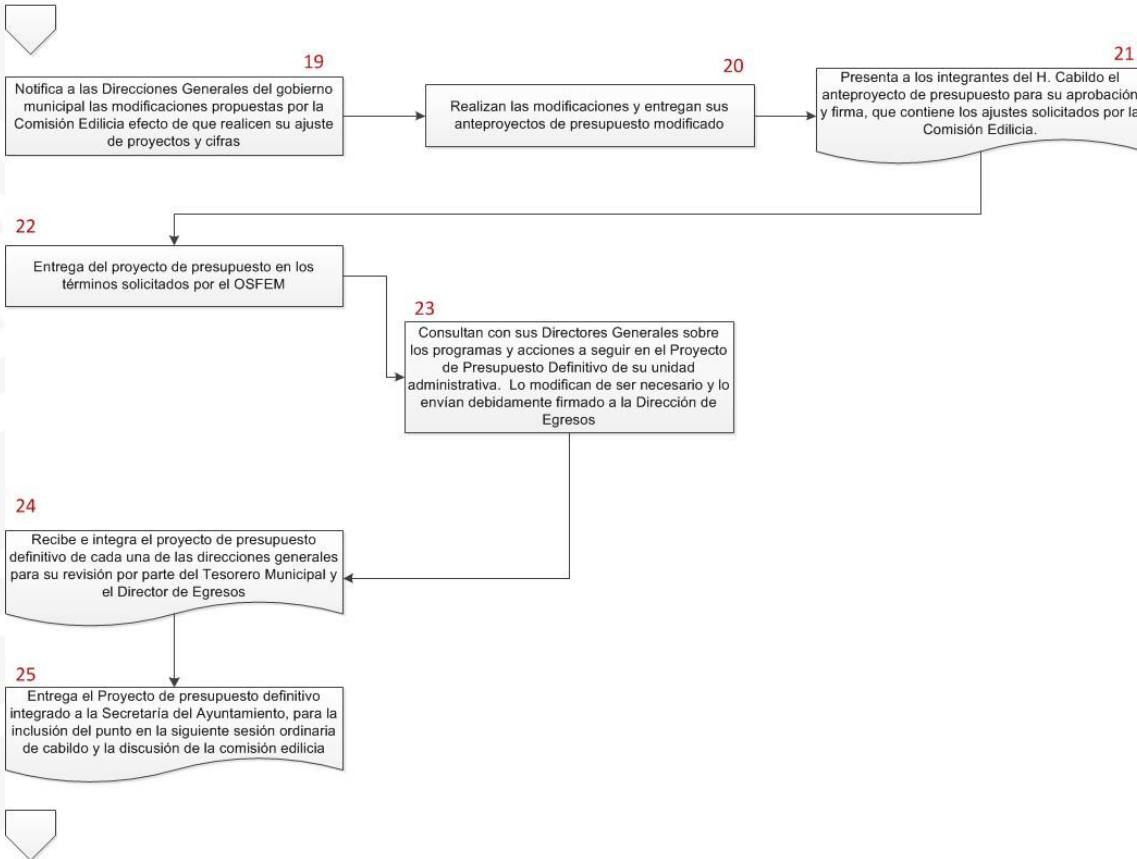 19
Notifica a las Direcciones Generales del gobierno
municipal las modificaciones propuestas por la
Comisión Edilicia efecto de que realicen su ajuste
de proyectos y cifras
20
Realizan las modificaciones y entregan sus
anteproyectos de presupuesto modificado
21
Presenta a los integrantes del H. Cabildo el
anteproyecto de presupuesto para su aprobación
y firma, que contiene los ajustes solicitados por la
Comisión Edilicia.
22
Entrega del proyecto de presupuesto en los
términos solicitados por el OSFEM
23
Consultan con sus Directores Generales sobre
los programas y acciones a seguir en el Proyecto
de Presupuesto Definitivo de su unidad
administrativa. Lo modifican de ser necesario y lo
envían debidamente firmado a la Dirección de
Egresos
24
Recibe e integra el proyecto de presupuesto
definitivo de cada una de las direcciones generales
para su revisión por parte del Tesorero Municipal y
el Director de Egresos
25
Entrega el Proyecto de presupuesto definitivo
integrado a la Secretaría del Ayuntamiento, para la
inclusión del punto en la siguiente sesión ordinaria
de cabildo y la discusión de la comisión edilicia